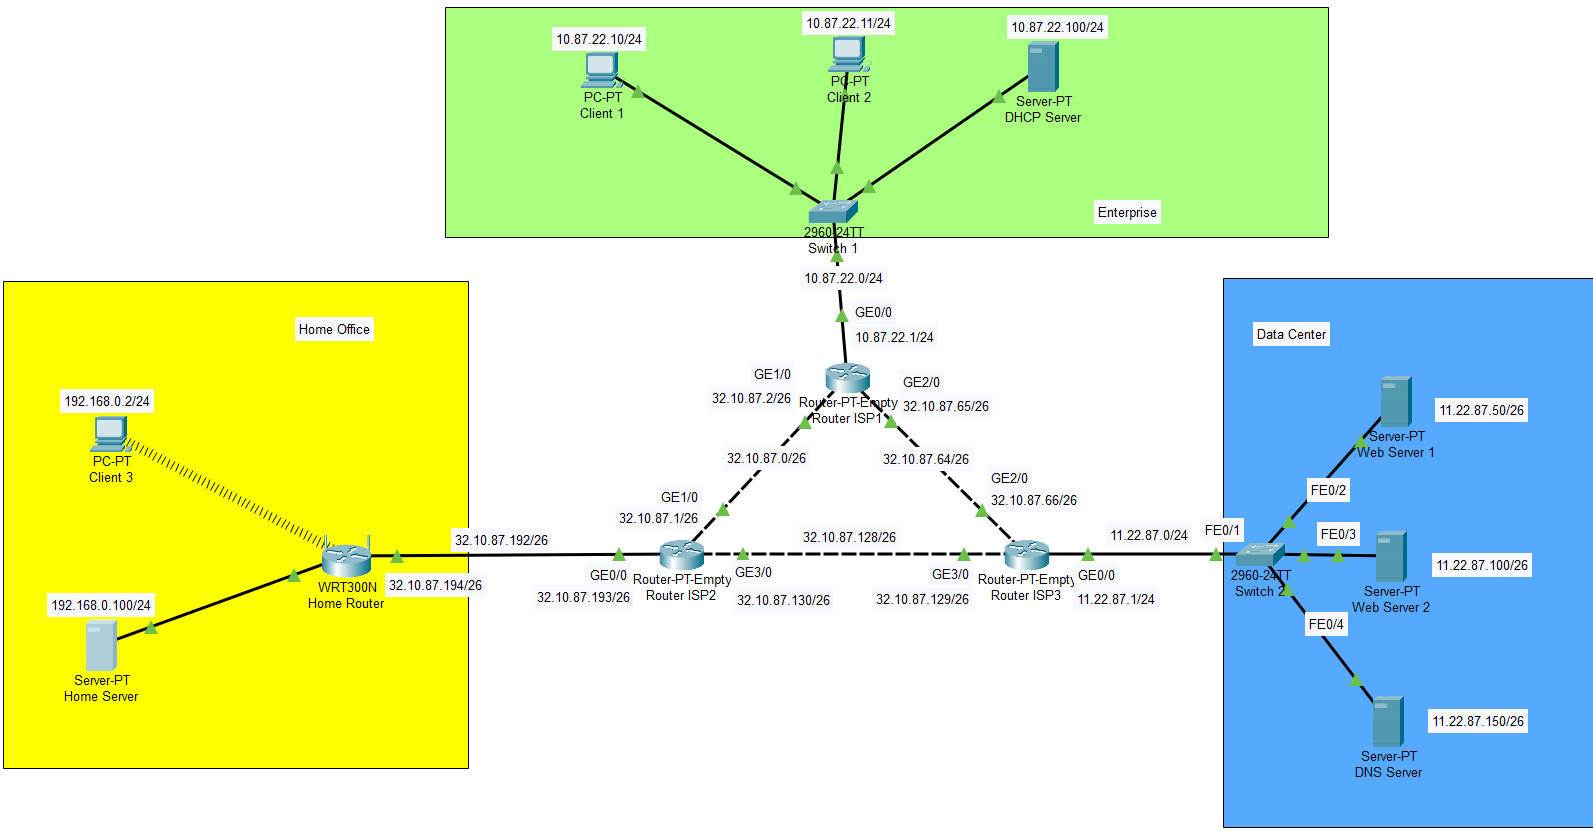 10.87.22.10/24
PC-PT
Client 1
10.87.22.11/24
PC-PT
Client 2
10.87.22.100/24
Server-PT
DHCP Server
Enterprise
2960-24TT
Switch 1
10.87.22.0/24
GE0/0
10.87.22.1/24
Home Office
192.168.0.2/24
PC-PT
Client 3
WRT300N
Home Router
192.168.0.100/24
Server-PT
Home Server
32.10.87.192/26
32.10.87.194/26
GE1/0
32.10.87.2/26
GE2/0
32.10.87.65/26
Router-PT-Empty
Router ISP1
32.10.87.0/26
32.10.87.64/26
GE1/0
32.10.87.1/26
GE2/0
32.10.87.66/26
32.10.87.128/26
GE0/0
32.10.87.193/26
Router-PT-Empty
Router ISP2
GE3/0
32.10.87.130/26
GE3/0
32.10.87.129/26
Router-PT-Empty
Router ISP3
GE0/0
11.22.87.1/24
11.22.87.0/24
Data Center
FE0/1
2960-24TT
Switch 2
FE0/2
FE0/3
FE0/4
Server-PT
Web Server 1
11.22.87.50/26
Server-PT
Web Server 2
11.22.87.100/26
Server-PT
DNS Server
11.22.87.150/26